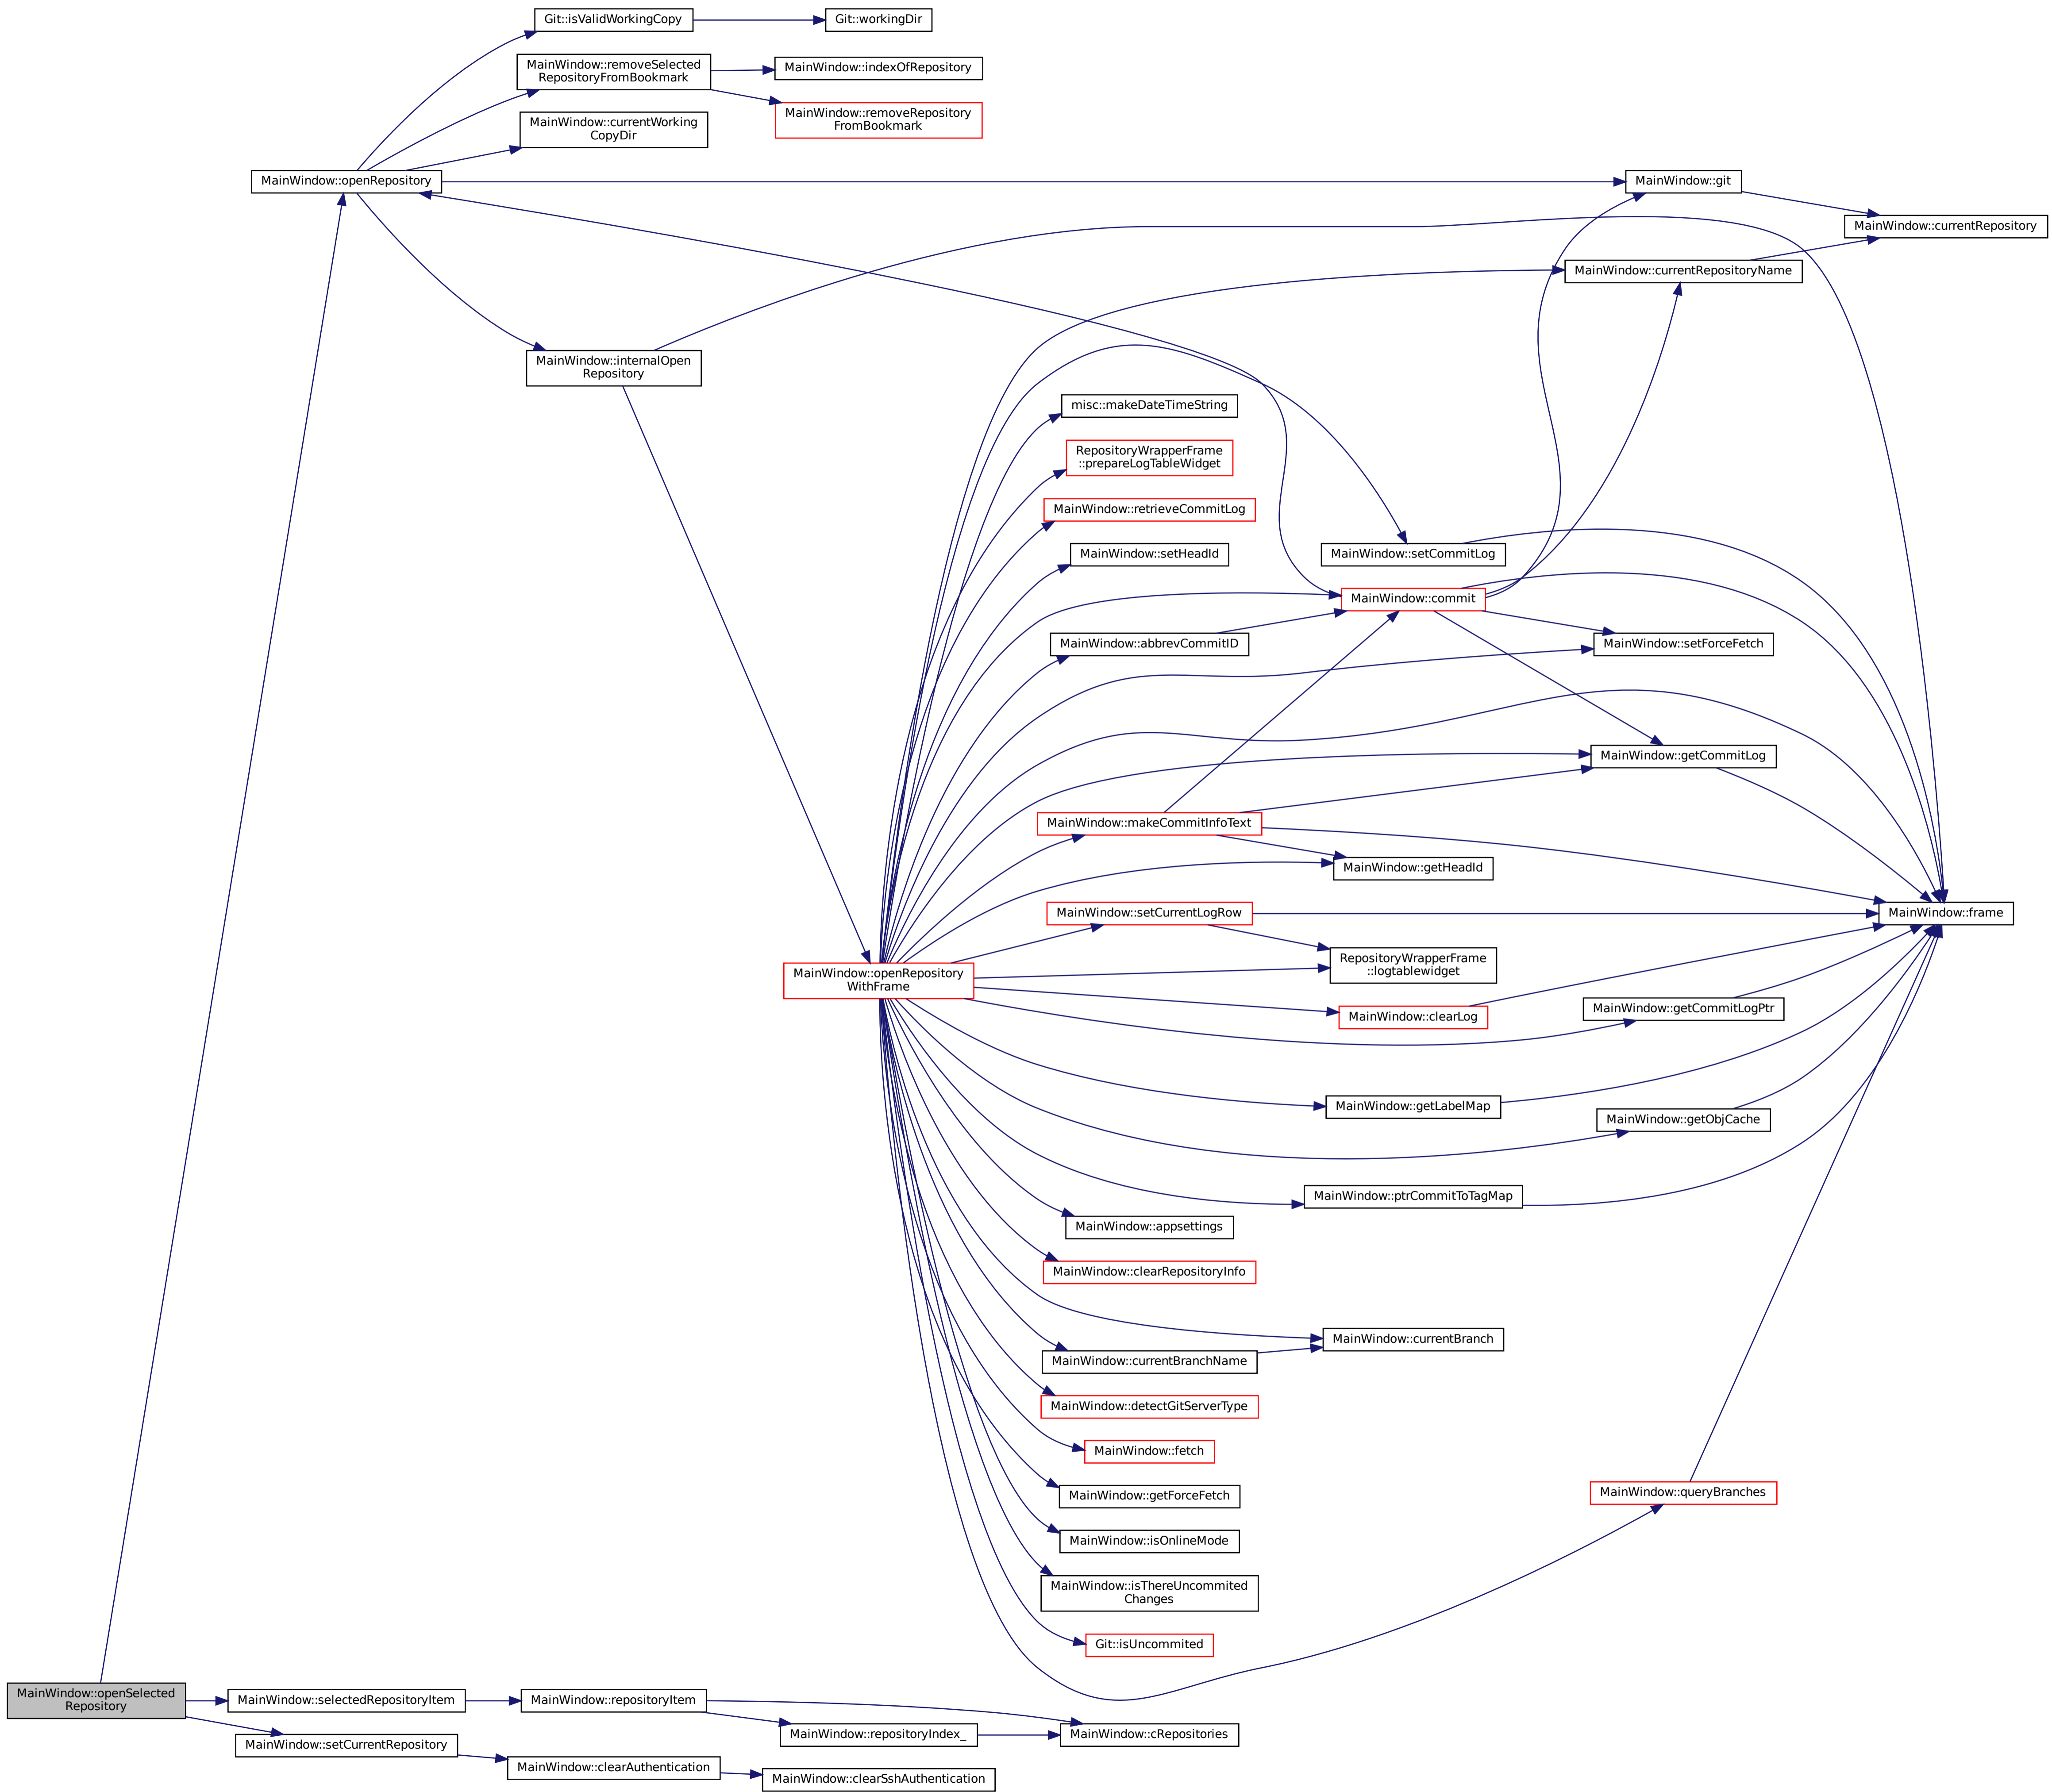 Git::isValidWorkingCopy
Git::workingDir
MainWindow::removeSelected
RepositoryFromBookmark
MainWindow::indexOfRepository
MainWindow::removeRepository
FromBookmark
MainWindow::currentWorking
CopyDir
MainWindow::openRepository
MainWindow::git
MainWindow::currentRepository
MainWindow::currentRepositoryName
MainWindow::internalOpen
Repository
misc::makeDateTimeString
RepositoryWrapperFrame
::prepareLogTableWidget
MainWindow::retrieveCommitLog
MainWindow::setHeadId
MainWindow::setCommitLog
MainWindow::commit
MainWindow::abbrevCommitID
MainWindow::setForceFetch
MainWindow::getCommitLog
MainWindow::makeCommitInfoText
MainWindow::getHeadId
MainWindow::setCurrentLogRow
MainWindow::frame
RepositoryWrapperFrame
::logtablewidget
MainWindow::openRepository
WithFrame
MainWindow::clearLog
MainWindow::getCommitLogPtr
MainWindow::getLabelMap
MainWindow::getObjCache
MainWindow::ptrCommitToTagMap
MainWindow::appsettings
MainWindow::clearRepositoryInfo
MainWindow::currentBranch
MainWindow::currentBranchName
MainWindow::detectGitServerType
MainWindow::fetch
MainWindow::getForceFetch
MainWindow::queryBranches
MainWindow::isOnlineMode
MainWindow::isThereUncommited
Changes
Git::isUncommited
MainWindow::openSelected
Repository
MainWindow::selectedRepositoryItem
MainWindow::repositoryItem
MainWindow::repositoryIndex_
MainWindow::cRepositories
MainWindow::setCurrentRepository
MainWindow::clearAuthentication
MainWindow::clearSshAuthentication